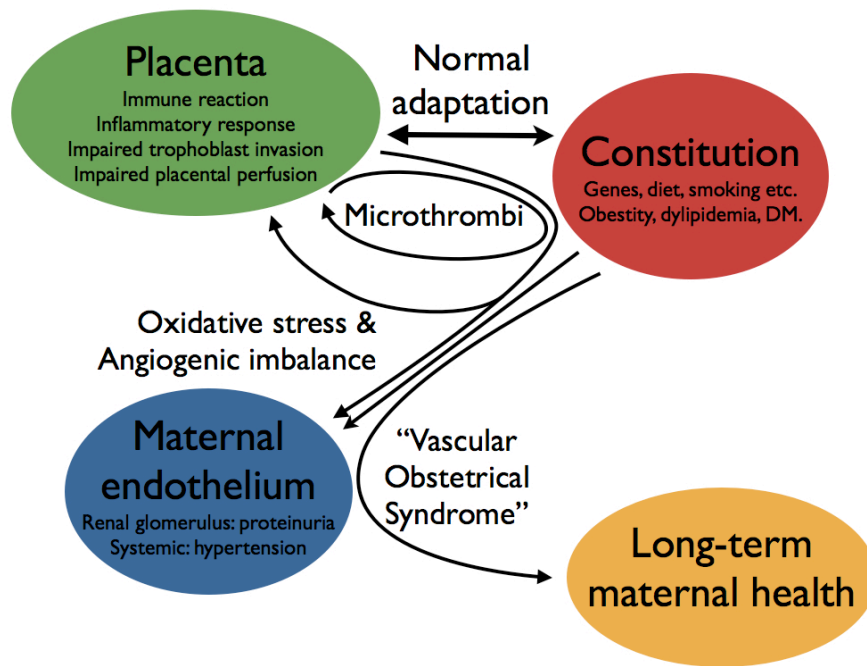 Placenta
Immune reaction
Inflammatory response
Impaired trophoblast invasion
Impaired placental perfusion
Normal
adaptation
Constitution
Genes, diet, smoking etc.
Obestity, dylipidemia, DM.
Microthrombi
Oxidative stress &
Angiogenic imbalance
Maternal
endothelium
Renal glomerulus: proteinuria
Systemic: hypertension
“Vascular
Obstetrical
Syndrome”
Long-term
maternal health